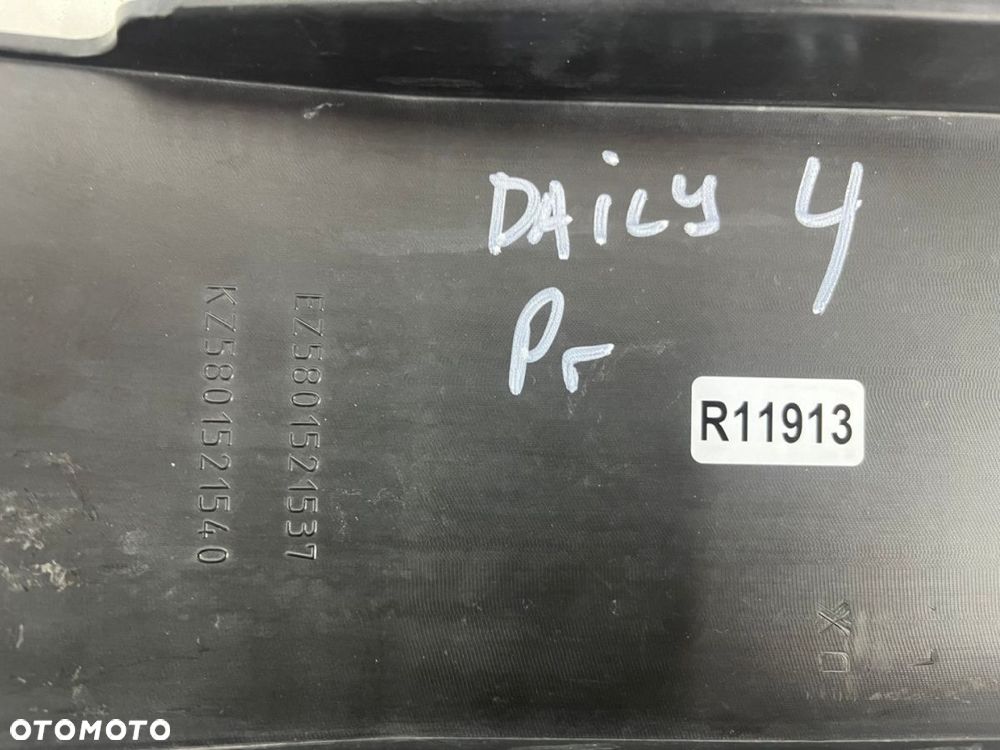 DAiLy 4
Pr
R11913
EZ5801521537
KZ5801521540
OTOMOTO